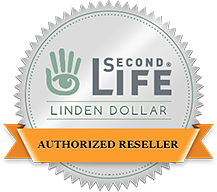 SECOND®
LIFE
LINDEN DOLLAR
AUTHORIZED RESELLER